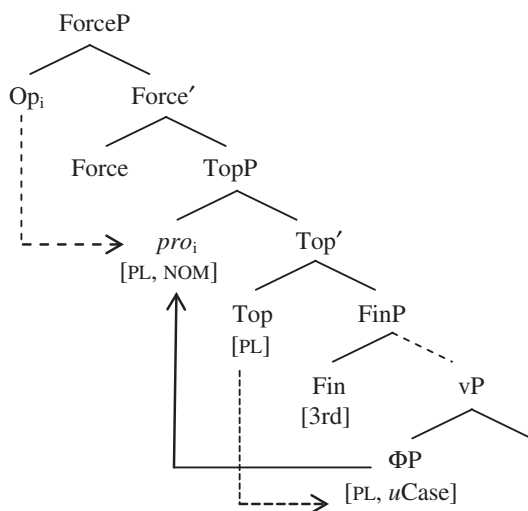 ForceP
Opᵢ Force′
Force TopP
proᵢ Top′
[PL, NOM]
Top FinP
[PL]
Fin vP
[3rd]
ΦP
[PL, uCase]